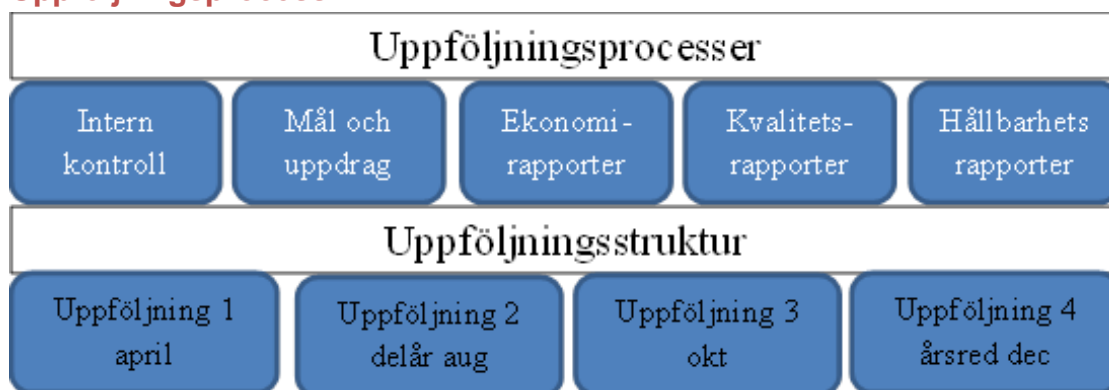 Uppföljningsprocesser
Intern
kontroll
Mål och
uppdrag
Ekonomi-
rapporter
Kvalitets-
rapporter
Hållbarhets
rapporter
Uppföljningsstruktur
Uppföljning 1
april
Uppföljning 2
delår aug
Uppföljning 3
okt
Uppföljning 4
årsred dec